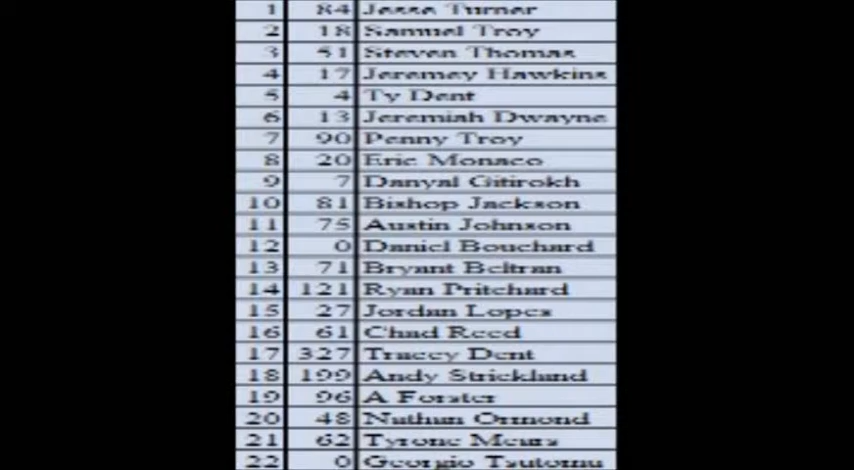 1 84 Jesse Turner
2 18 Samuel Troy
3 51 Steven Thomas
4 17 Jeremey Hawkins
5 4 Ty Dent
6 13 Jeremiah Dwayne
7 90 Penny Troy
8 20 Eric Monaco
9 7 Danyal Gitirokh
10 81 Bishop Jackson
11 75 Austin Johnson
12 0 Daniel Bouchard
13 71 Bryant Beltran
14 121 Ryan Pritchard
15 27 Jordan Lopes
16 61 Chad Reed
17 327 Tracey Dent
18 199 Andy Strickland
19 96 A Forster
20 48 Nathan Ormond
21 62 Tyrone Mears
22 0 Georgio Tsutomu